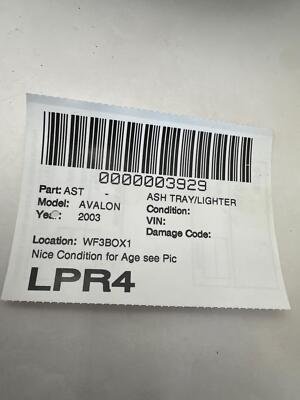 0000003929
Part: AST - ASH TRAY/LIGHTER
Model: AVALON Condition:
Year: 2003 VIN:
Damage Code:
Location: WF3BOX1
Nice Condition for Age see Pic
LPR4